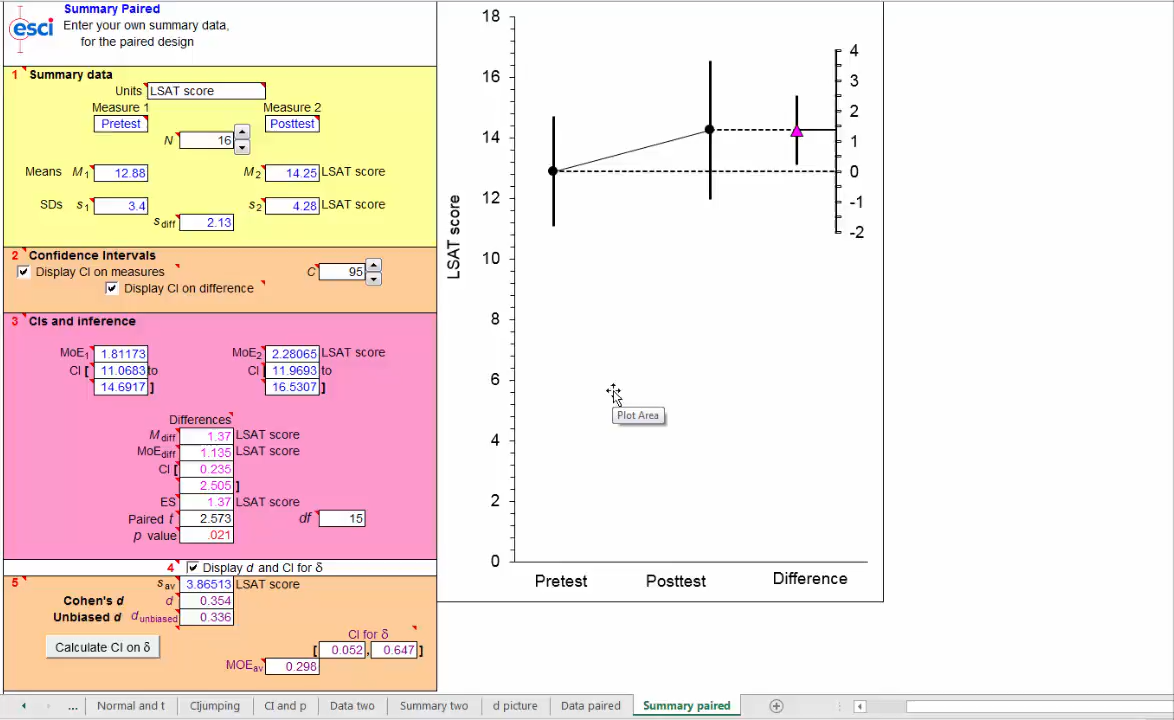 esci
Summary Paired
Enter your own summary data,
for the paired design
1 Summary data
Units LSAT score
Measure 1 Measure 2
Pretest Posttest
N 16
Means M1 12.88 M2 14.25 LSAT score
SDs s1 3.4 s2 4.28 LSAT score
sdiff 2.13
2 Confidence Intervals
Display CI on measures C 95
Display CI on difference
3 CIs and inference
MoE1 1.81173 MoE2 2.28065 LSAT score
CI [ 11.0683 to CI [ 11.9693 to
14.6917 ] 16.5307 ]
Differences
Mdiff 1.37 LSAT score
MoEdiff 1.135 LSAT score
CI [ 0.235
2.505 ]
ES 1.37 LSAT score
Paired t 2.573 df 15
p value .021
4 Display d and CI for δ
5 sav 3.86513 LSAT score
Cohen's d d 0.354
Unbiased d dunbiased 0.336
Calculate CI on δ
CI for δ
[ 0.052 , 0.647 ]
MOEav 0.298
18
16
14
12
10
8
6
4
2
0
LSAT score
4
3
2
1
0
-1
-2
Plot Area
Pretest Posttest Difference
... Normal and t CIjumping CI and p Data two Summary two d picture Data paired Summary paired